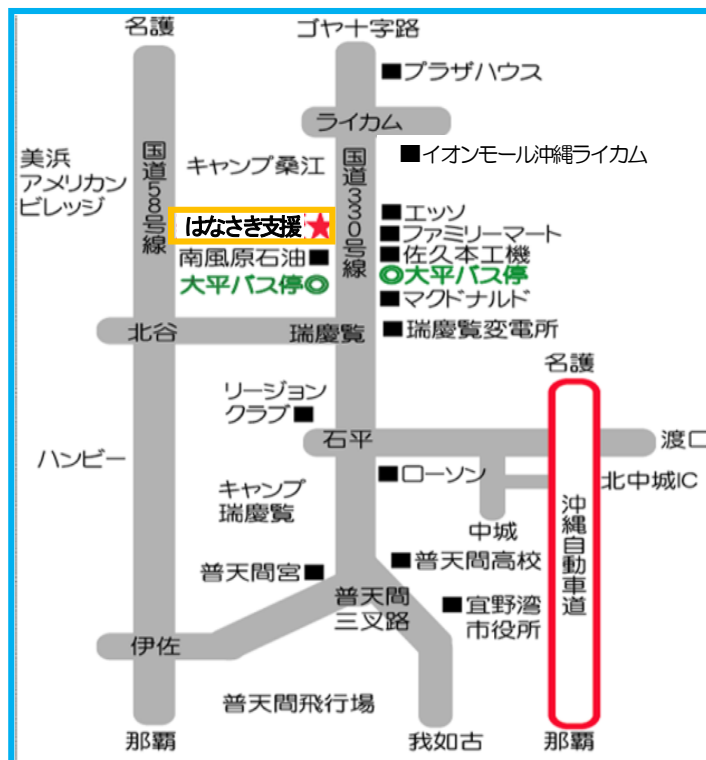 名護
ゴヤ十字路
■プラザハウス
ライカム
美浜
アメリカン
ビレッジ
国道58号線
キャンプ桑江
国道330号線
■イオンモール沖縄ライカム
はなさき支援★
■エッソ
■ファミリーマート
南風原石油■
■佐久本工機
大平バス停◎
◎大平バス停
■マクドナルド
北谷
瑞慶覧
■瑞慶覧変電所
名護
リージョン
クラブ■
石平
渡口
ハンビー
■ローソン
北中城IC
キャンプ
瑞慶覧
中城
沖縄自動車道
普天間宮■
■普天間高校
普天間
三叉路
■宜野湾
市役所
伊佐
普天間飛行場
那覇
我如古
那覇